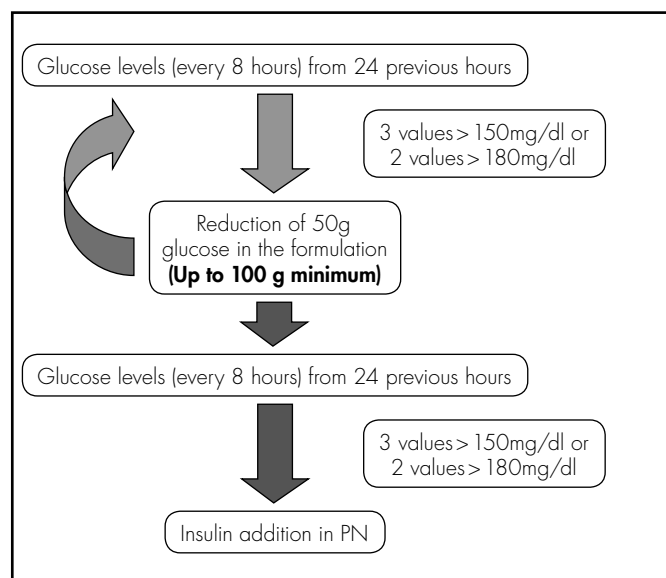 Glucose levels (every 8 hours) from 24 previous hours
3 values > 150mg/dl or
2 values > 180mg/dl
Reduction of 50g
glucose in the formulation
(Up to 100 g minimum)
Glucose levels (every 8 hours) from 24 previous hours
3 values > 150mg/dl or
2 values > 180mg/dl
Insulin addition in PN